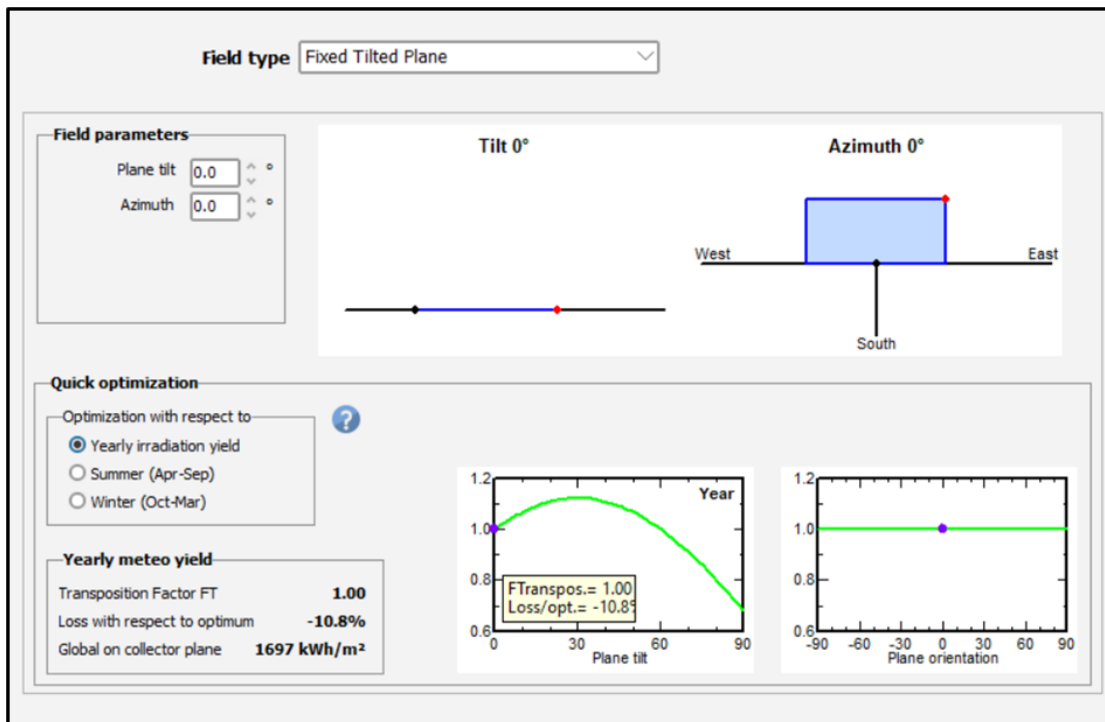 Field type Fixed Tilted Plane
Field parameters
Plane tilt 0.0 °
Azimuth 0.0 °
Tilt 0°
Azimuth 0°
West
East
South
Quick optimization
Optimization with respect to
Yearly irradiation yield
Summer (Apr-Sep)
Winter (Oct-Mar)
?
Yearly meteo yield
Transposition Factor FT 1.00
Loss with respect to optimum -10.8%
Global on collector plane 1697 kWh/m²
Year
1.2
1.0
0.8
0.6
FTranspos.= 1.00
Loss/opt.= -10.8%
0 30 60 90
Plane tilt
1.2
1.0
0.8
0.6
-90 -60 -30 0 30 60 90
Plane orientation